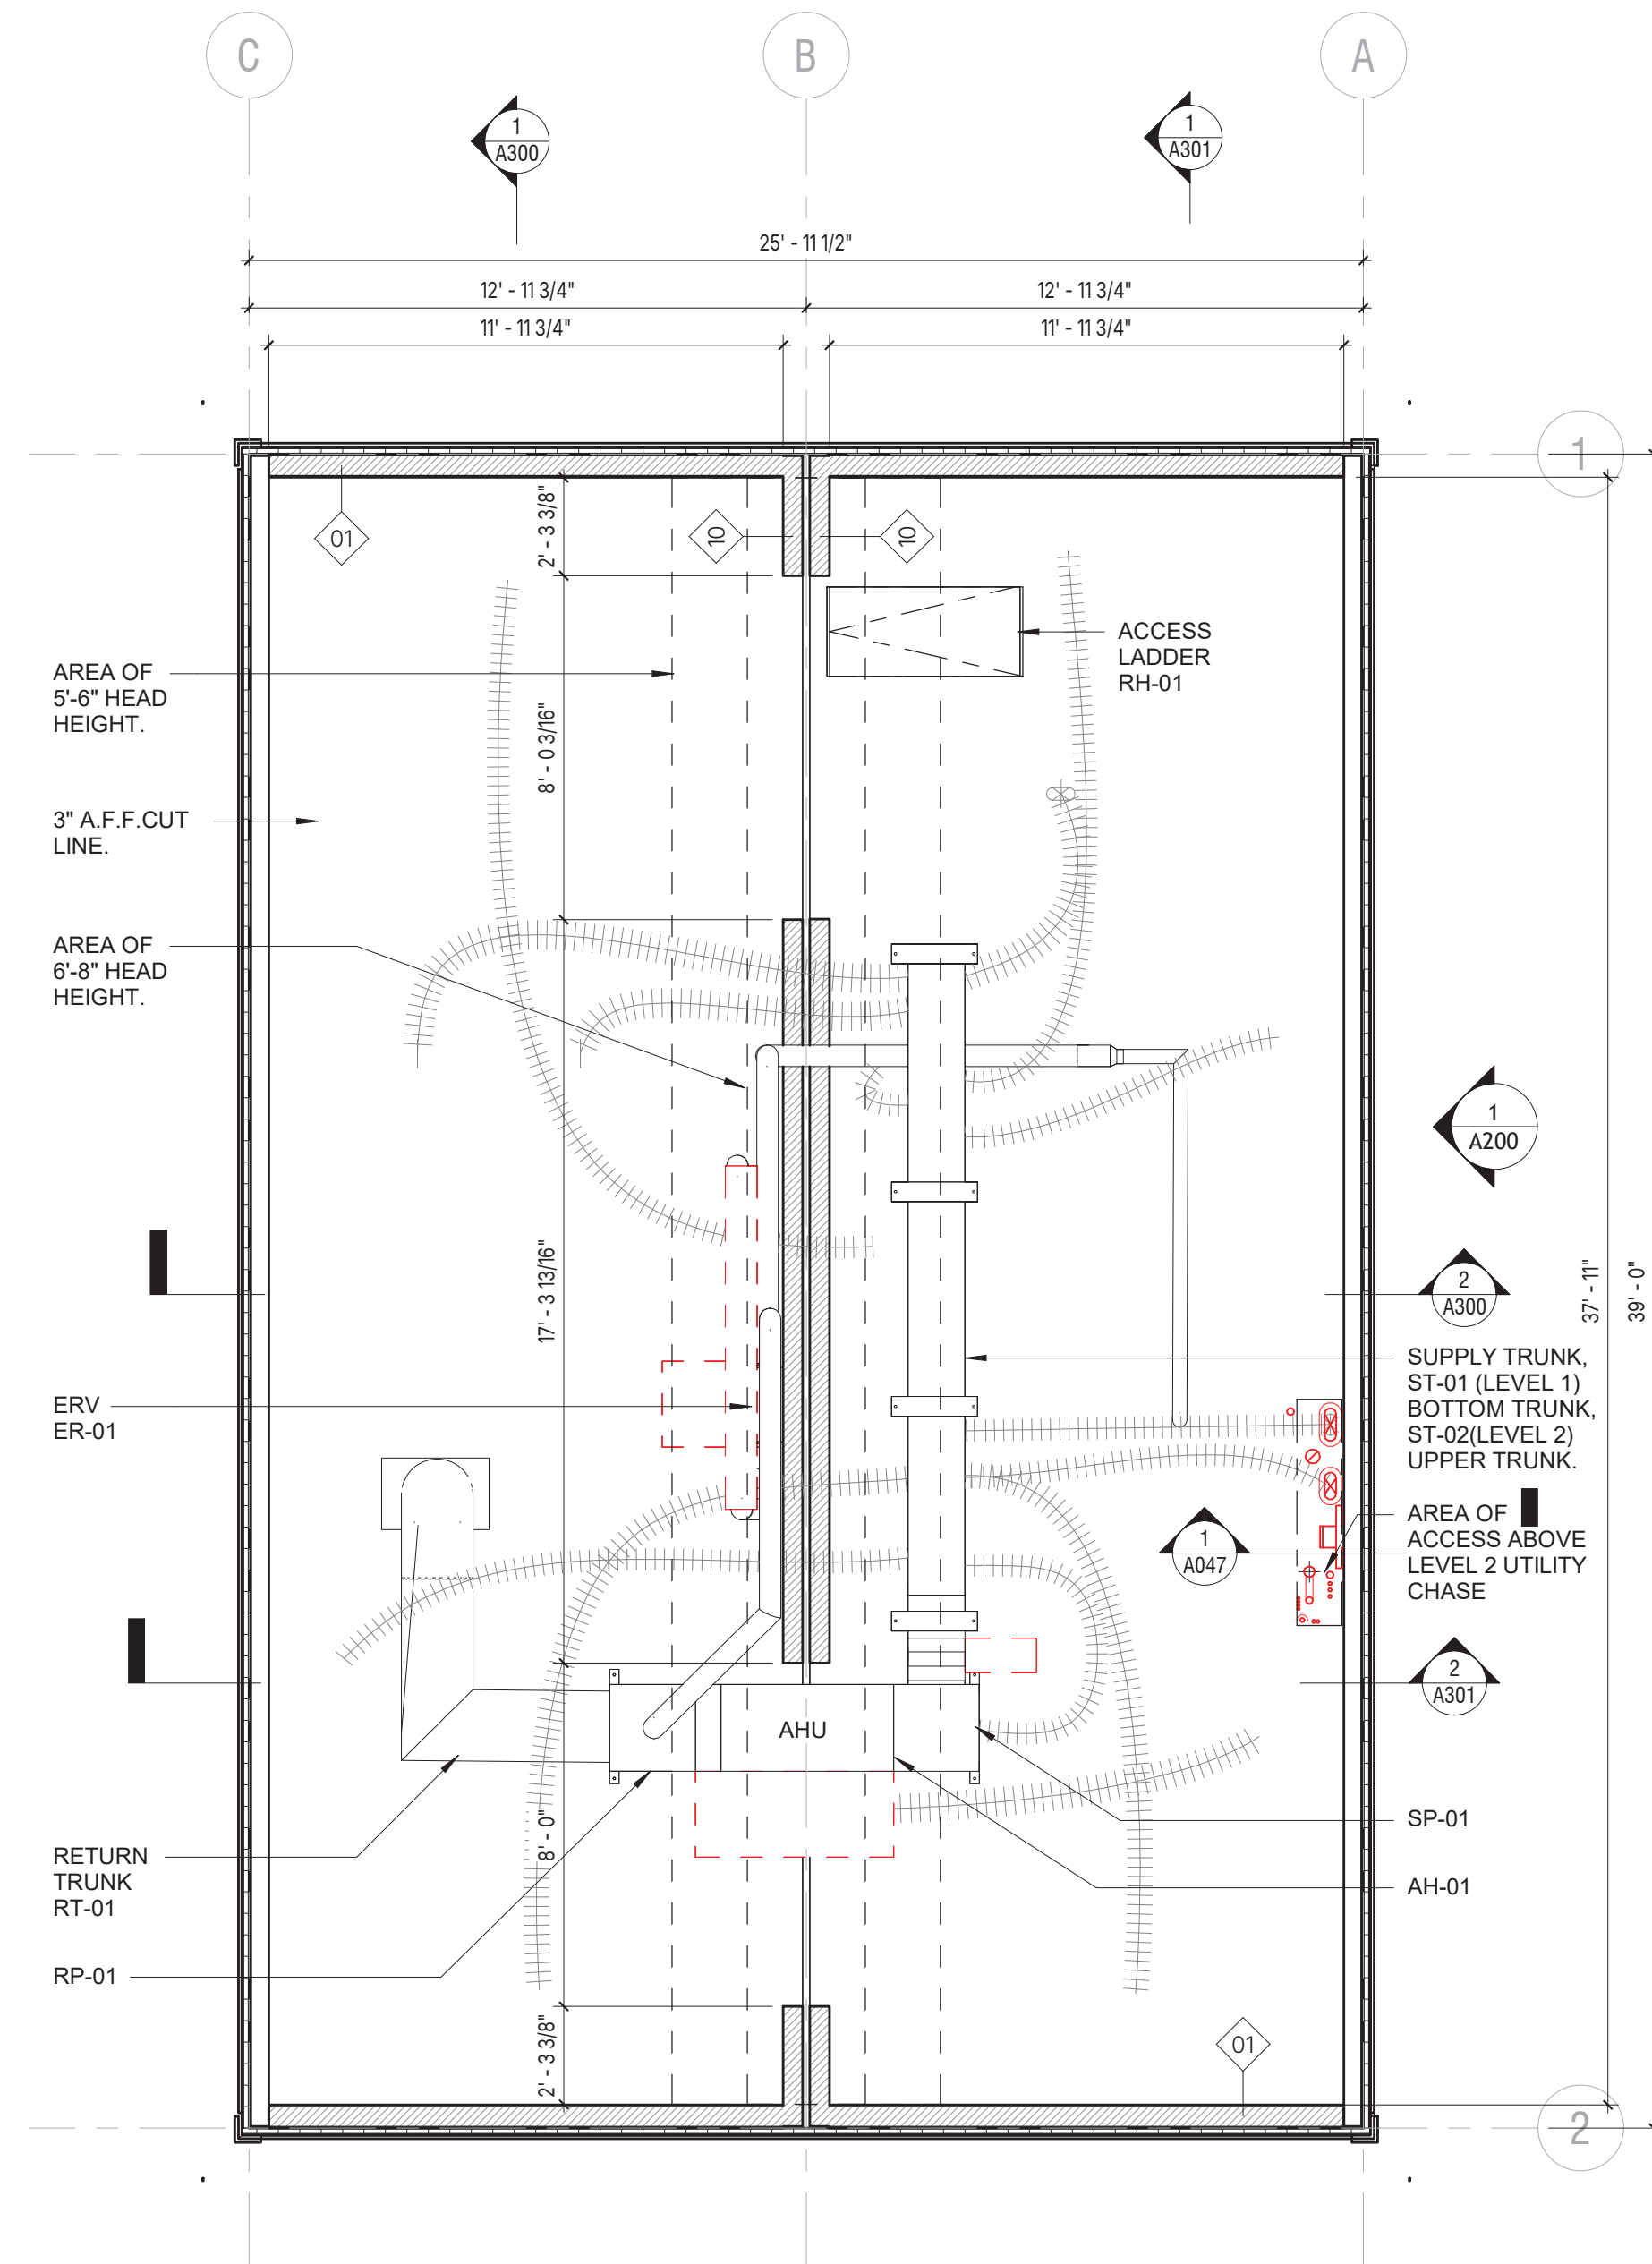 C
B
A
1
A300
1
A301
25' - 11 1/2"
12' - 11 3/4"
12' - 11 3/4"
11' - 11 3/4"
11' - 11 3/4"
1
2' - 3 3/8"
01
10
10
ACCESS
LADDER
RH-01
AREA OF
5'-6" HEAD
HEIGHT.
8' - 0 3/16"
3" A.F.F.CUT
LINE.
AREA OF
6'-8" HEAD
HEIGHT.
1
A200
17' - 3 13/16"
2
A300
37' - 11"
39' - 0"
SUPPLY TRUNK,
ST-01 (LEVEL 1)
BOTTOM TRUNK,
ST-02(LEVEL 2)
UPPER TRUNK.
ERV
ER-01
AREA OF
ACCESS ABOVE
LEVEL 2 UTILITY
CHASE
1
A047
2
A301
AHU
SP-01
8' - 0"
RETURN
TRUNK
RT-01
AH-01
RP-01
2' - 3 3/8"
01
2